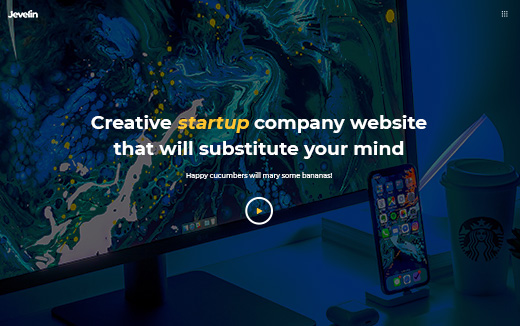 Jevelin
Creative startup company website
that will substitute your mind
Happy cucumbers will mary some bananas!